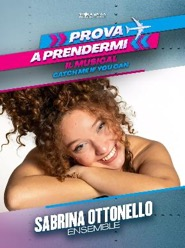 PROVA
A PRENDERMI
IL MUSICAL
CATCH ME IF YOU CAN
SABRINA OTTONELLO
ENSEMBLE